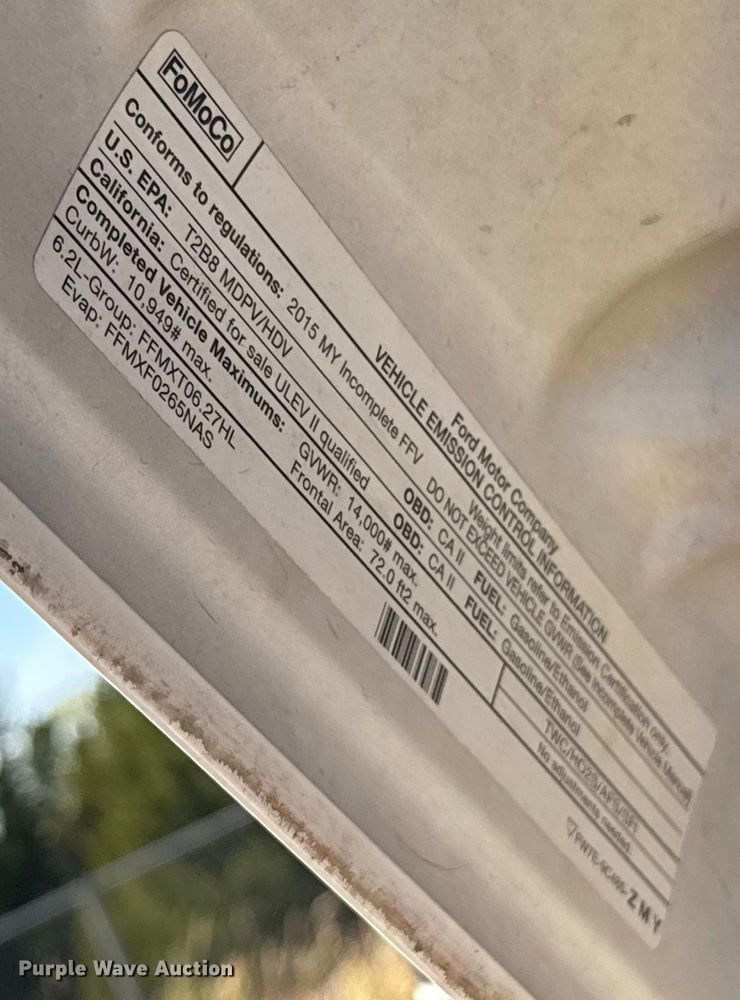 FoMoCo
Ford Motor Company
VEHICLE EMISSION CONTROL INFORMATION
Weight limits refer to Emission Certification only.
Conforms to regulations: 2015 MY Incomplete FFV DO NOT EXCEED VEHICLE GVWR (See Incomplete Vehicle Manual)
U.S. EPA: T2B8 MDPV/HDV OBD: CA II FUEL: Gasoline/Ethanol
California: Certified for sale ULEV II qualified OBD: CA II FUEL: Gasoline/Ethanol
Completed Vehicle Maximums: GVWR: 14,000# max. TWC/HO2S/AFS/SFI
CurbW: 10,949# max. Frontal Area: 72.0 ft2 max. No adjustments needed.
6.2L-Group: FFMXT06.27HL
Evap: FFMXF0265NAS
ZMY
Purple Wave Auction